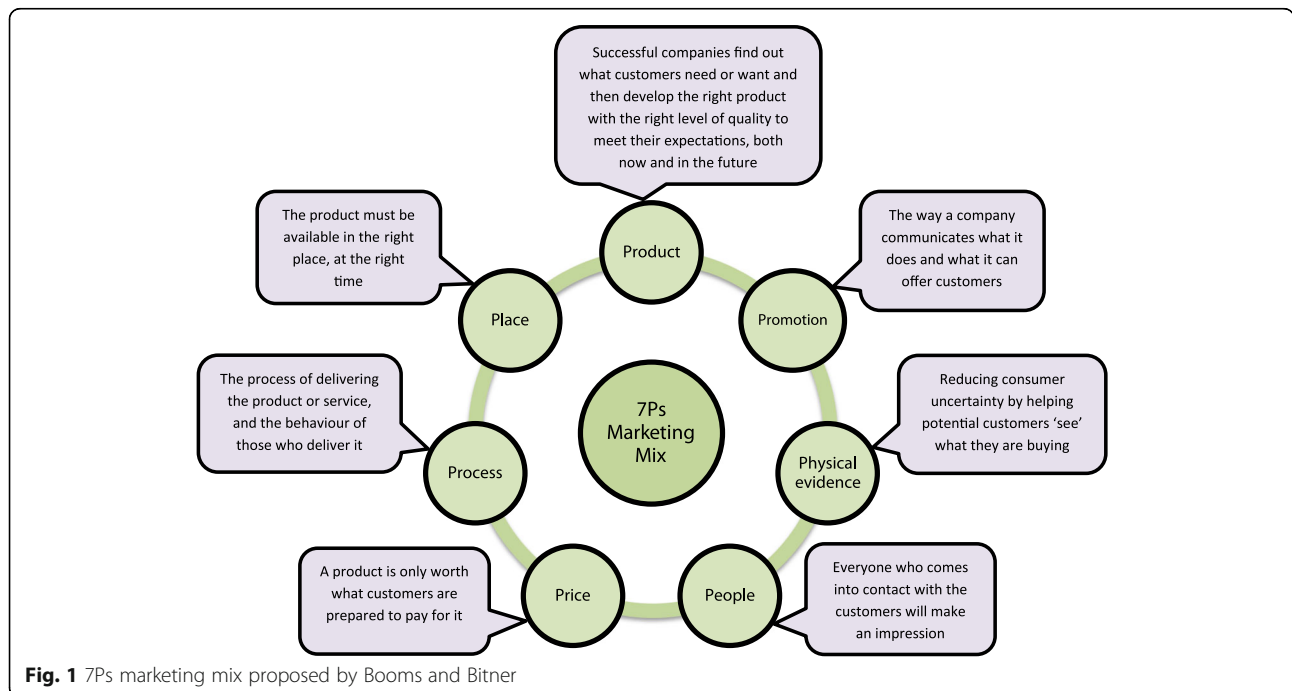 Successful companies find out
what customers need or want and
then develop the right product
with the right level of quality to
meet their expectations, both
now and in the future
Product
The way a company
communicates what it
does and what it can
offer customers
Promotion
Reducing consumer
uncertainty by helping
potential customers ‘see’
what they are buying
Physical
evidence
Everyone who comes
into contact with the
customers will make
an impression
People
A product is only worth
what customers are
prepared to pay for it
Price
The process of delivering
the product or service,
and the behaviour of
those who deliver it
Process
The product must be
available in the right
place, at the right
time
Place
7Ps
Marketing
Mix
Fig. 1 7Ps marketing mix proposed by Booms and Bitner